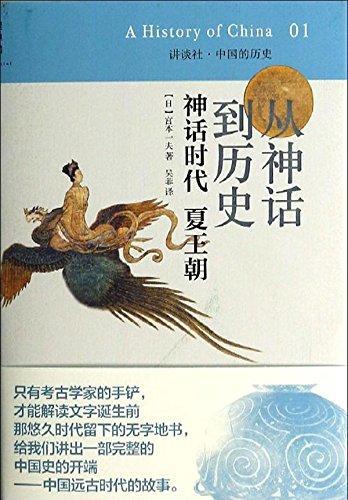 A History of China 01
讲谈社·中国的历史
从神话
到历史
神话时代 夏王朝
［日］宫本一夫著
吴菲 译
只有考古学家的手铲，
才能解读文字诞生前
那悠久时代留下的无字地书，
给我们讲出一部完整的
中国史的开端
——中国远古时代的故事。